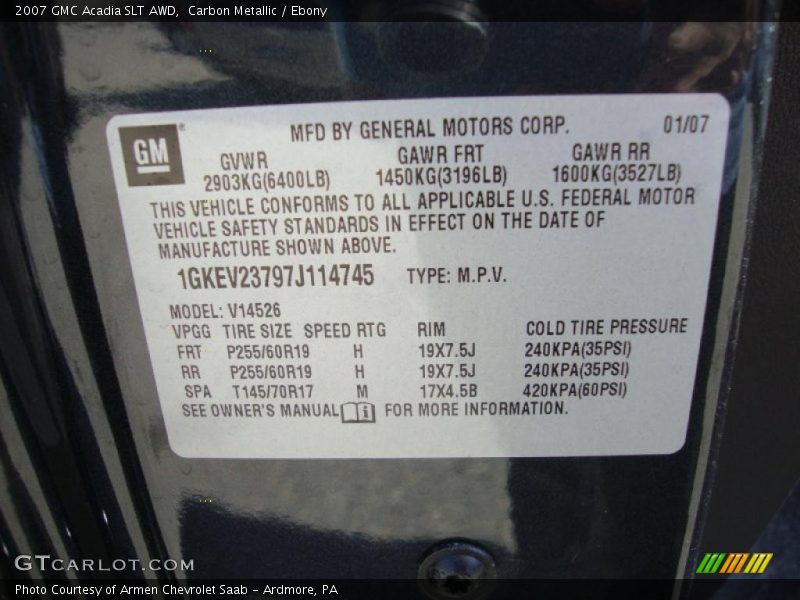 2007 GMC Acadia SLT AWD,  Carbon Metallic / Ebony
GM
MFD BY GENERAL MOTORS CORP. 01/07
GVWR GAWR FRT GAWR RR
2903KG(6400LB) 1450KG(3196LB) 1600KG(3527LB)
THIS VEHICLE CONFORMS TO ALL APPLICABLE U.S. FEDERAL MOTOR
VEHICLE SAFETY STANDARDS IN EFFECT ON THE DATE OF
MANUFACTURE SHOWN ABOVE.
1GKEV23797J114745 TYPE: M.P.V.
MODEL: V14526
VPGG TIRE SIZE SPEED RTG RIM COLD TIRE PRESSURE
FRT P255/60R19 H 19X7.5J 240KPA(35PSI)
RR P255/60R19 H 19X7.5J 240KPA(35PSI)
SPA T145/70R17 M 17X4.5B 420KPA(60PSI)
SEE OWNER'S MANUAL FOR MORE INFORMATION.
GTCARLOT.COM
Photo Courtesy of Armen Chevrolet Saab - Ardmore, PA